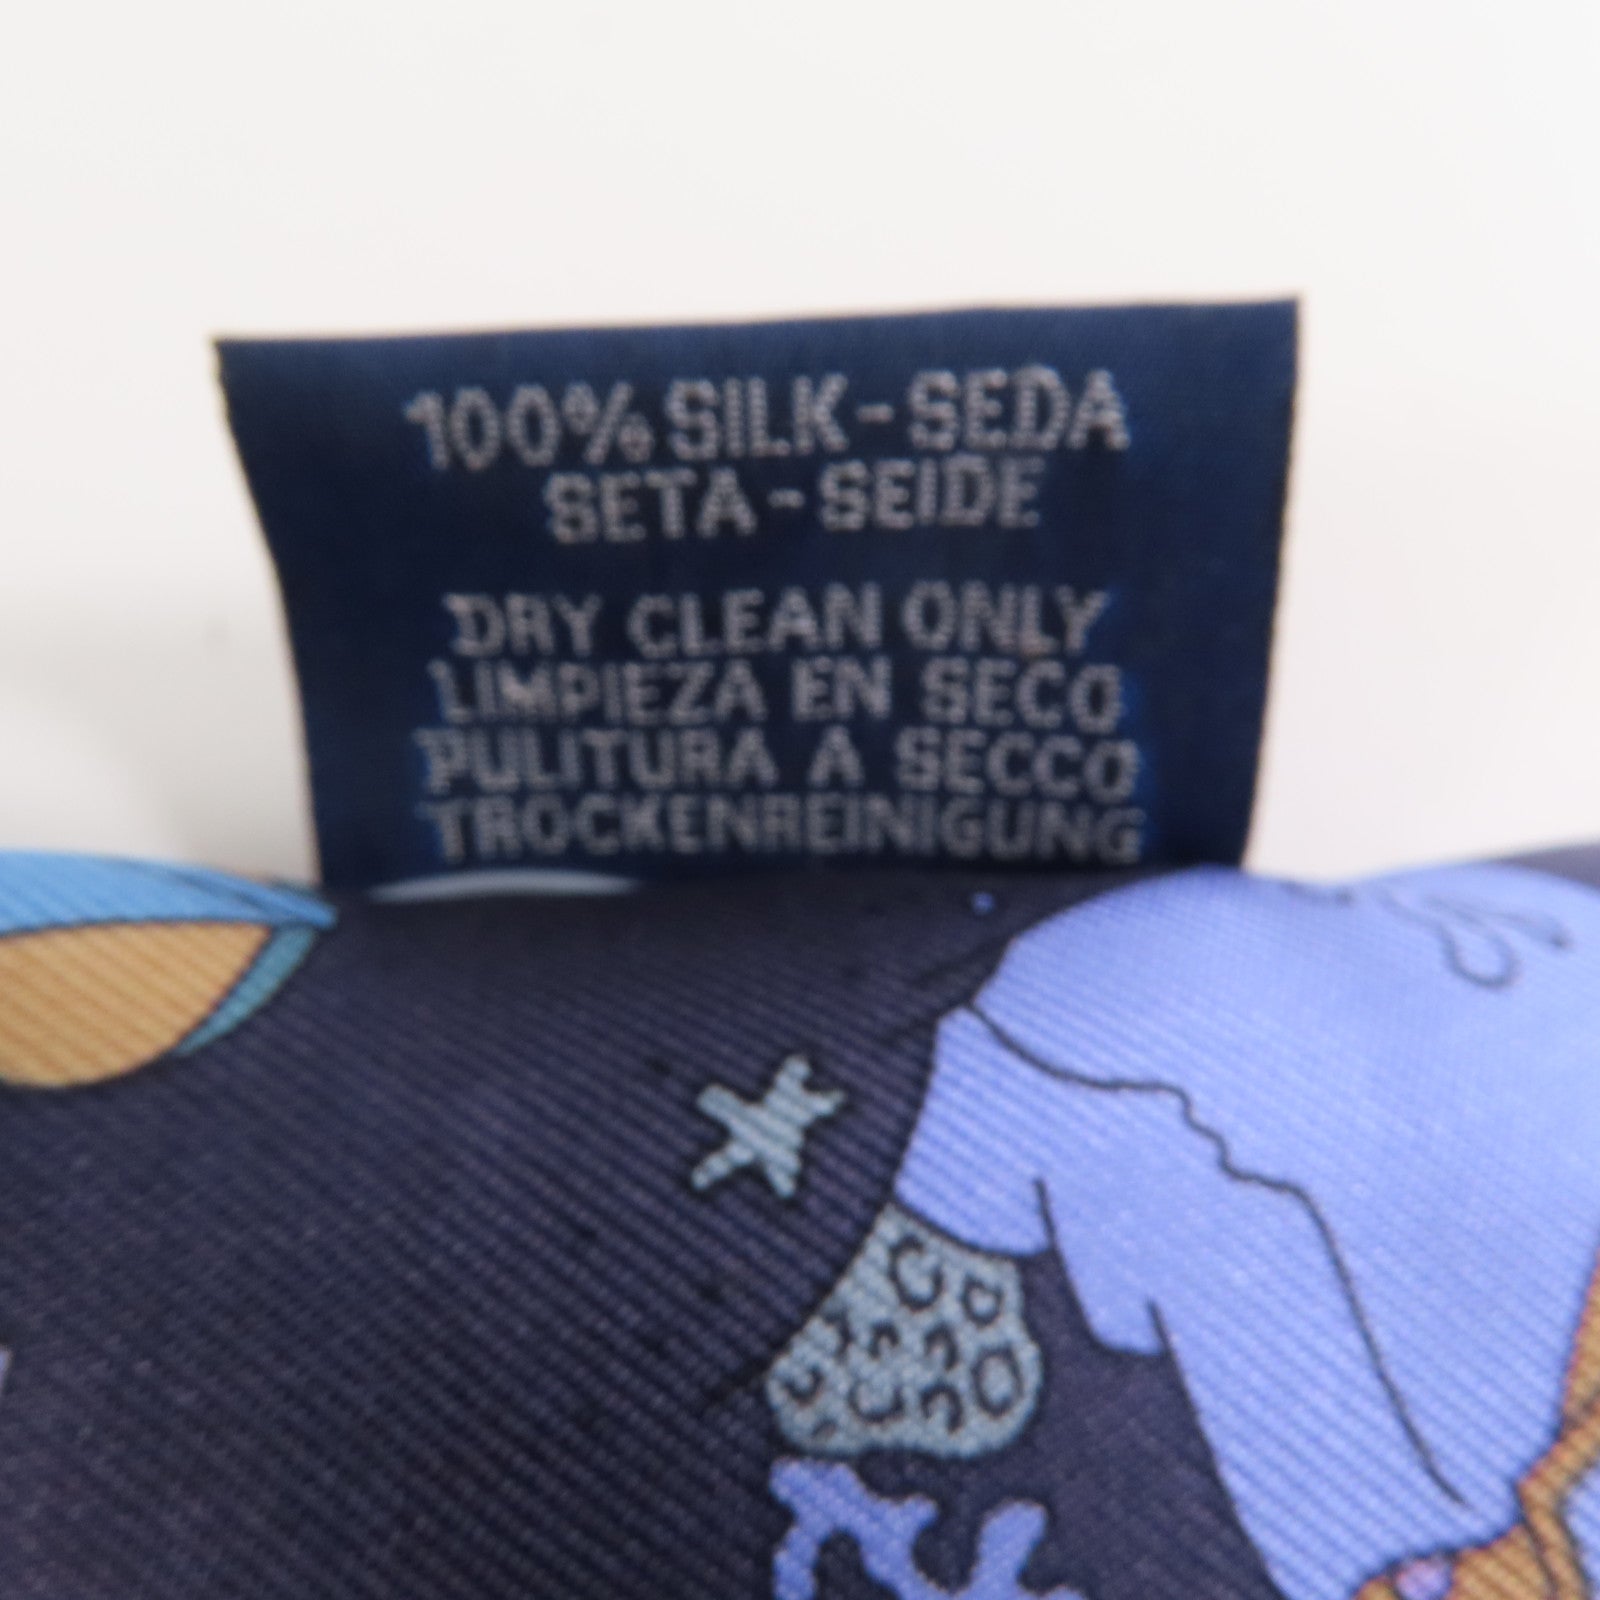 100% SILK - SEDA
SETA - SEIDE
DRY CLEAN ONLY
LIMPIEZA EN SECO
PULITURA A SECCO
TROCKENREINIGUNG